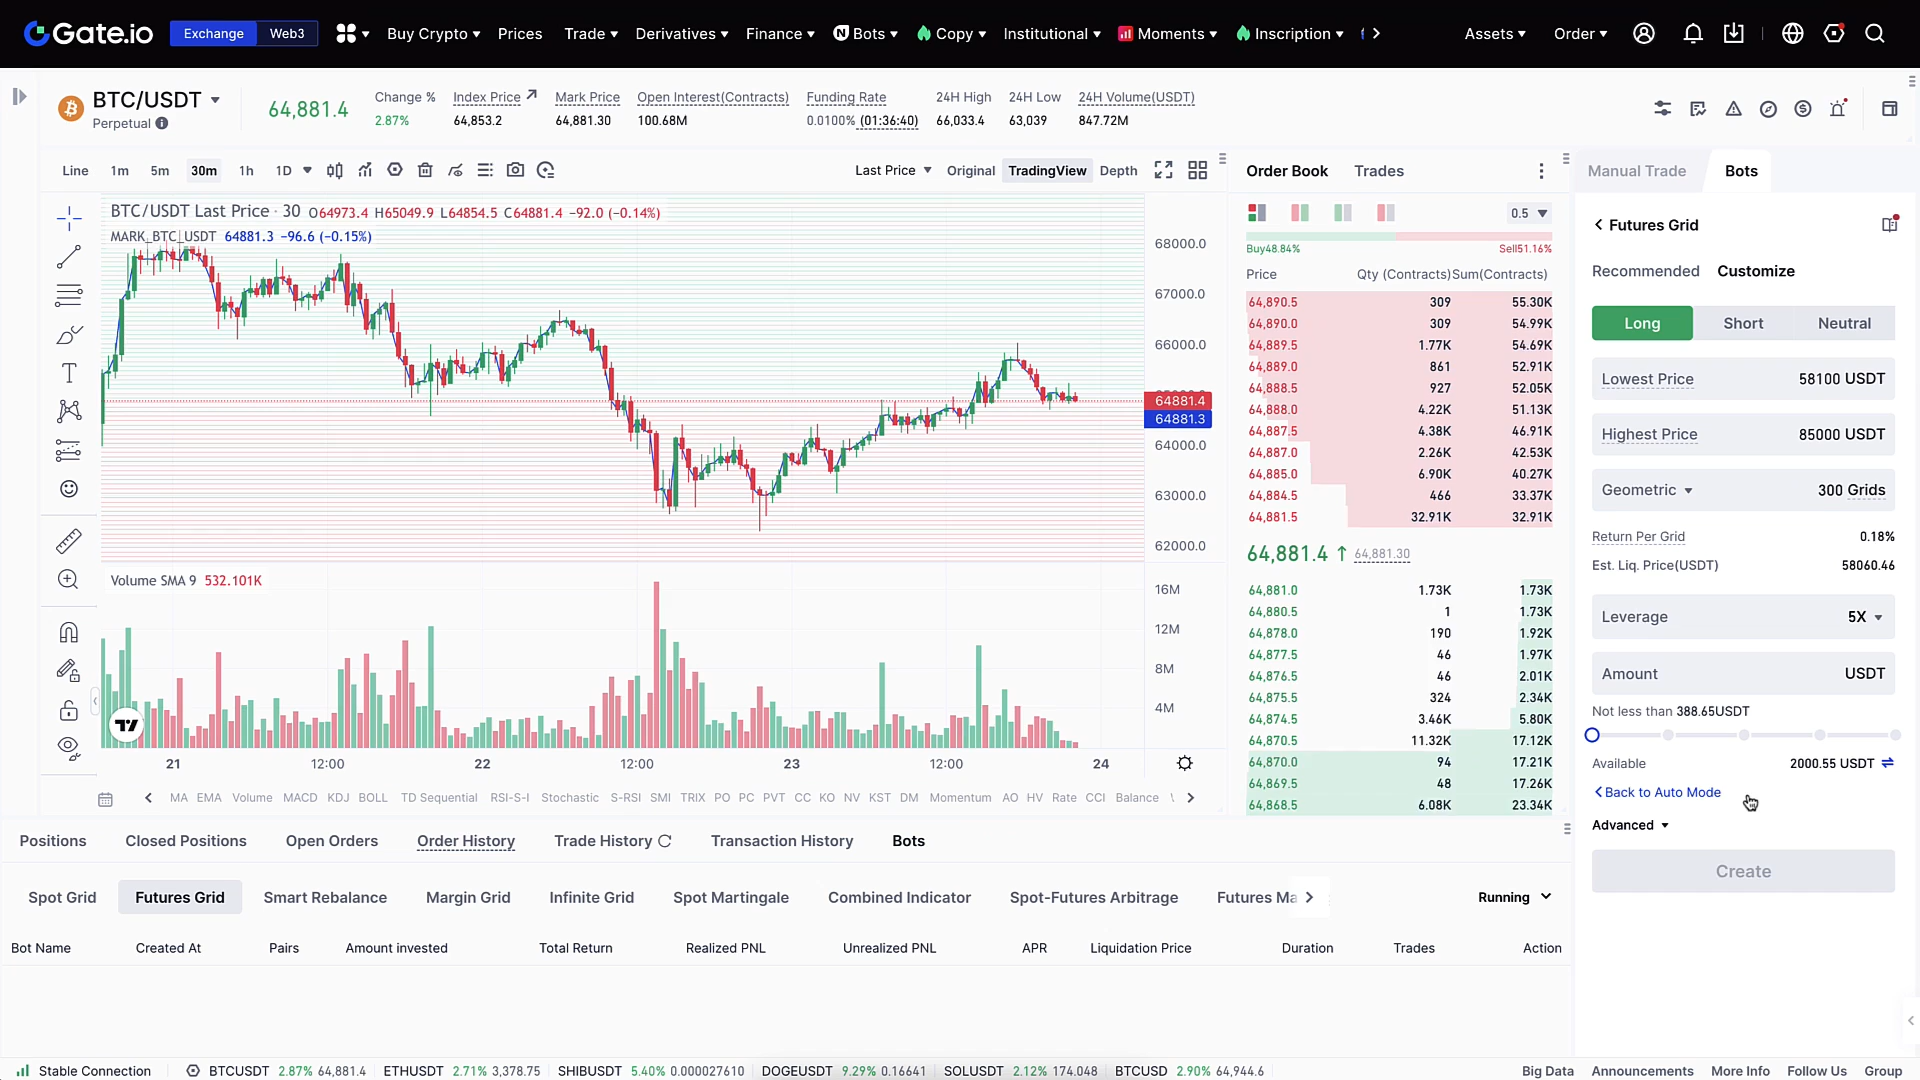 Gate.io Exchange Web3 Buy Crypto Prices Trade Derivatives Finance Bots Copy Institutional Moments Inscription Assets Order
BTC/USDT
Perpetual
64,881.4
Change % Index Price Mark Price Open Interest(Contracts) Funding Rate 24H High 24H Low 24H Volume(USDT)
2.87% 64,853.2 64,881.30 100.68M 0.0100% (01:36:40) 66,033.4 63,039 847.72M
Line 1m 5m 30m 1h 1D Last Price Original TradingView Depth
BTC/USDT Last Price · 30 O64973.4 H65049.9 L64854.5 C64881.4 −92.0 (−0.14%)
MARK_BTC_USDT 64881.3 −96.6 (−0.15%)
68000.0
67000.0
66000.0
64881.4
64881.3
64000.0
63000.0
62000.0
Volume SMA 9 532.101K
16M
12M
8M
4M
21 12:00 22 12:00 23 12:00 24
MA EMA Volume MACD KDJ BOLL TD Sequential RSI-S-I Stochastic S-RSI SMI TRIX PO PC PVT CC KO NV KST DM Momentum AO HV Rate CCI Balance
Order Book Trades
0.5
Buy48.84% Sell51.16%
Price Qty (Contracts) Sum(Contracts)
64,890.5 309 55.30K
64,890.0 309 54.99K
64,889.5 1.77K 54.69K
64,889.0 861 52.91K
64,888.5 927 52.05K
64,888.0 4.22K 51.13K
64,887.5 4.38K 46.91K
64,887.0 2.26K 42.53K
64,885.0 6.90K 40.27K
64,884.5 466 33.37K
64,881.5 32.91K 32.91K
64,881.4 ↑ 64,881.30
64,881.0 1.73K 1.73K
64,880.5 1 1.73K
64,878.0 190 1.92K
64,877.5 46 1.97K
64,876.5 46 2.01K
64,875.5 324 2.34K
64,874.5 3.46K 5.80K
64,870.5 11.32K 17.12K
64,870.0 94 17.21K
64,869.5 48 17.26K
64,868.5 6.08K 23.34K
Manual Trade Bots
Futures Grid
Recommended Customize
Long Short Neutral
Lowest Price 58100 USDT
Highest Price 85000 USDT
Geometric 300 Grids
Return Per Grid 0.18%
Est. Liq. Price(USDT) 58060.46
Leverage 5X
Amount USDT
Not less than 388.65USDT
Available 2000.55 USDT
Back to Auto Mode
Advanced
Create
Positions Closed Positions Open Orders Order History Trade History Transaction History Bots
Spot Grid Futures Grid Smart Rebalance Margin Grid Infinite Grid Spot Martingale Combined Indicator Spot-Futures Arbitrage Futures Ma Running
Bot Name Created At Pairs Amount invested Total Return Realized PNL Unrealized PNL APR Liquidation Price Duration Trades Action
Stable Connection BTCUSDT 2.87% 64,881.4 ETHUSDT 2.71% 3,378.75 SHIBUSDT 5.40% 0.000027610 DOGEUSDT 9.29% 0.16641 SOLUSDT 2.12% 174.048 BTCUSD 2.90% 64,944.6 Big Data Announcements More Info Follow Us Group